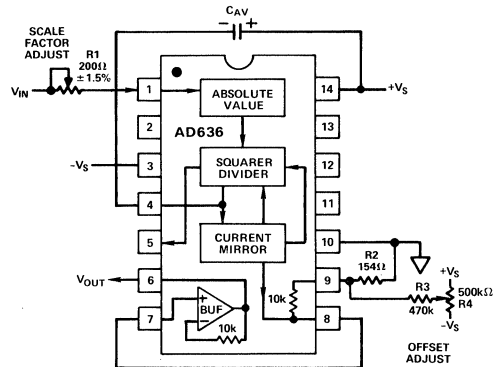 CAV
− +
SCALE
FACTOR
ADJUST
R1
200Ω
±1.5%
VIN
1
ABSOLUTE
VALUE
14
+VS
2
AD636
13
−VS
3
SQUARER
DIVIDER
12
4
11
5
CURRENT
MIRROR
10
R2
154Ω
VOUT
6
10k
9
R3
470k
+VS
500kΩ
R4
−VS
7
+
BUF
−
10k
8
OFFSET
ADJUST